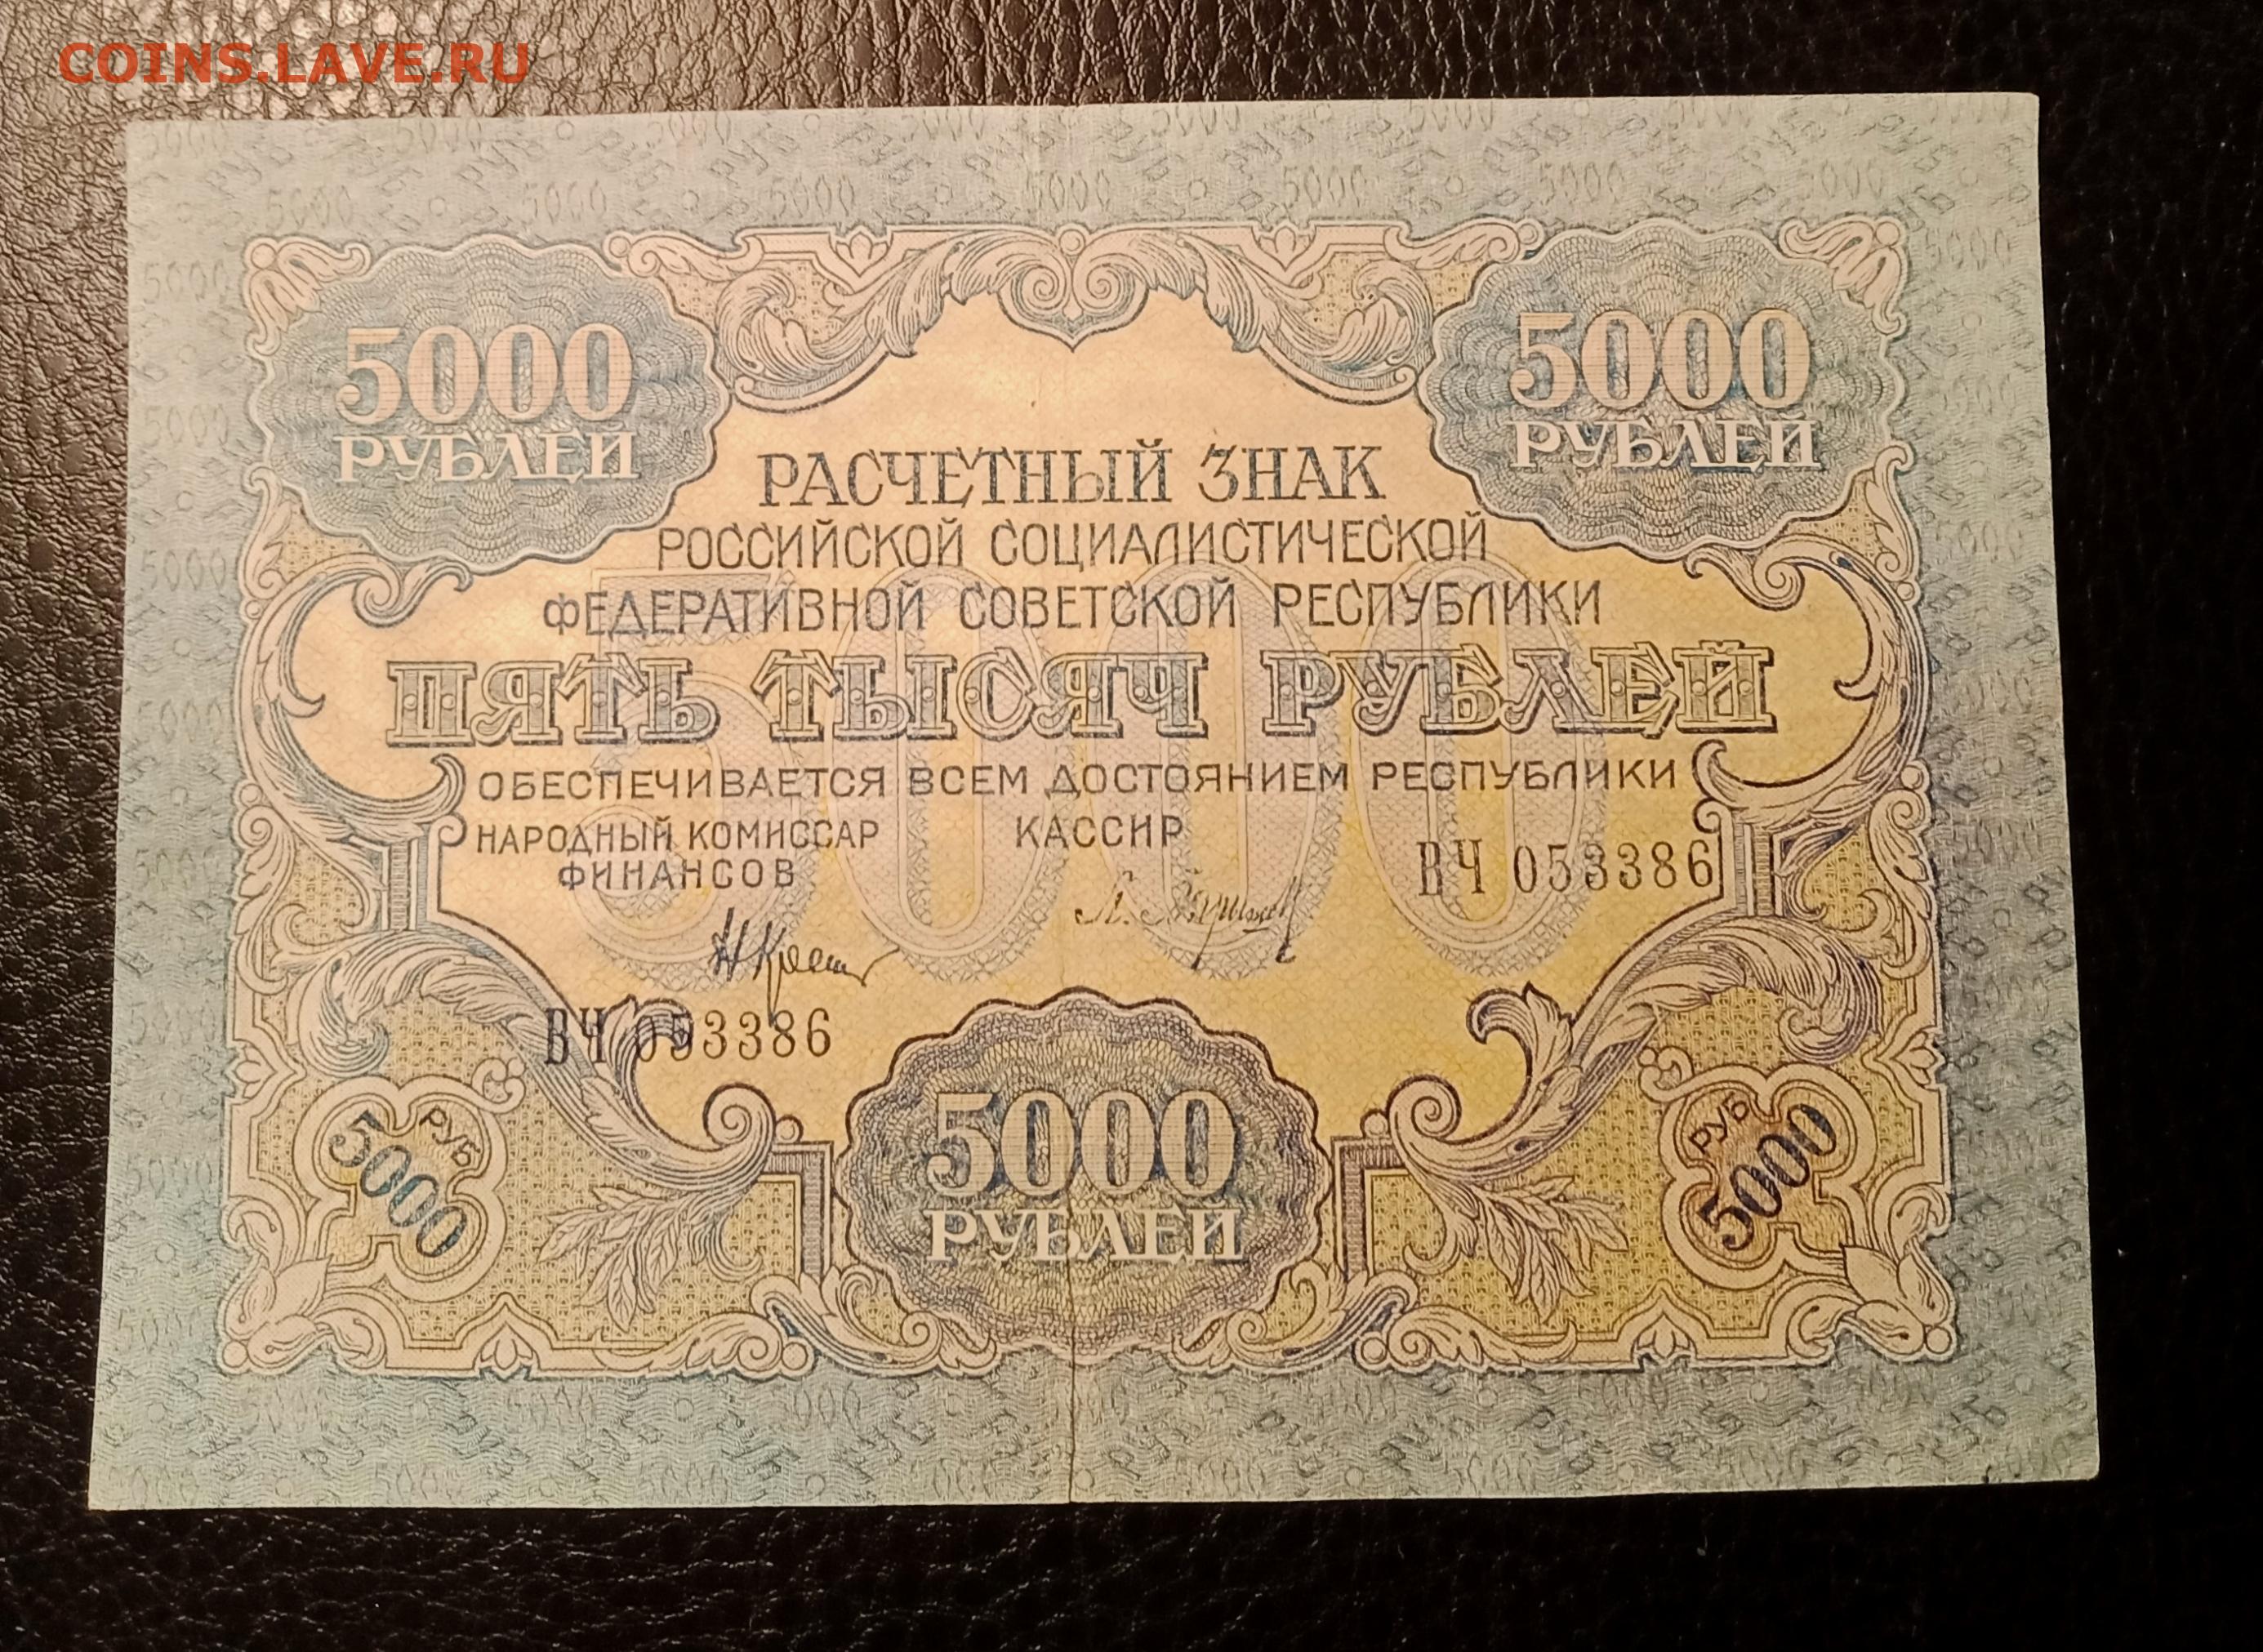 COINS.LAVE.RU
5000
РУБЛЕЙ
5000
РУБЛЕЙ
РАСЧЕТНЫЙ ЗНАК
РОССИЙСКОЙ СОЦИАЛИСТИЧЕСКОЙ
ФЕДЕРАТИВНОЙ СОВЕТСКОЙ РЕСПУБЛИКИ
5000
ПЯТЬ ТЫСЯЧ РУБЛЕЙ
ОБЕСПЕЧИВАЕТСЯ ВСЕМ ДОСТОЯНИЕМ РЕСПУБЛИКИ
НАРОДНЫЙ КОМИССАР
ФИНАНСОВ
КАССИР
ВЧ 053386
ВЧ 053386
РУБ
5000
5000
РУБЛЕЙ
РУБ
5000